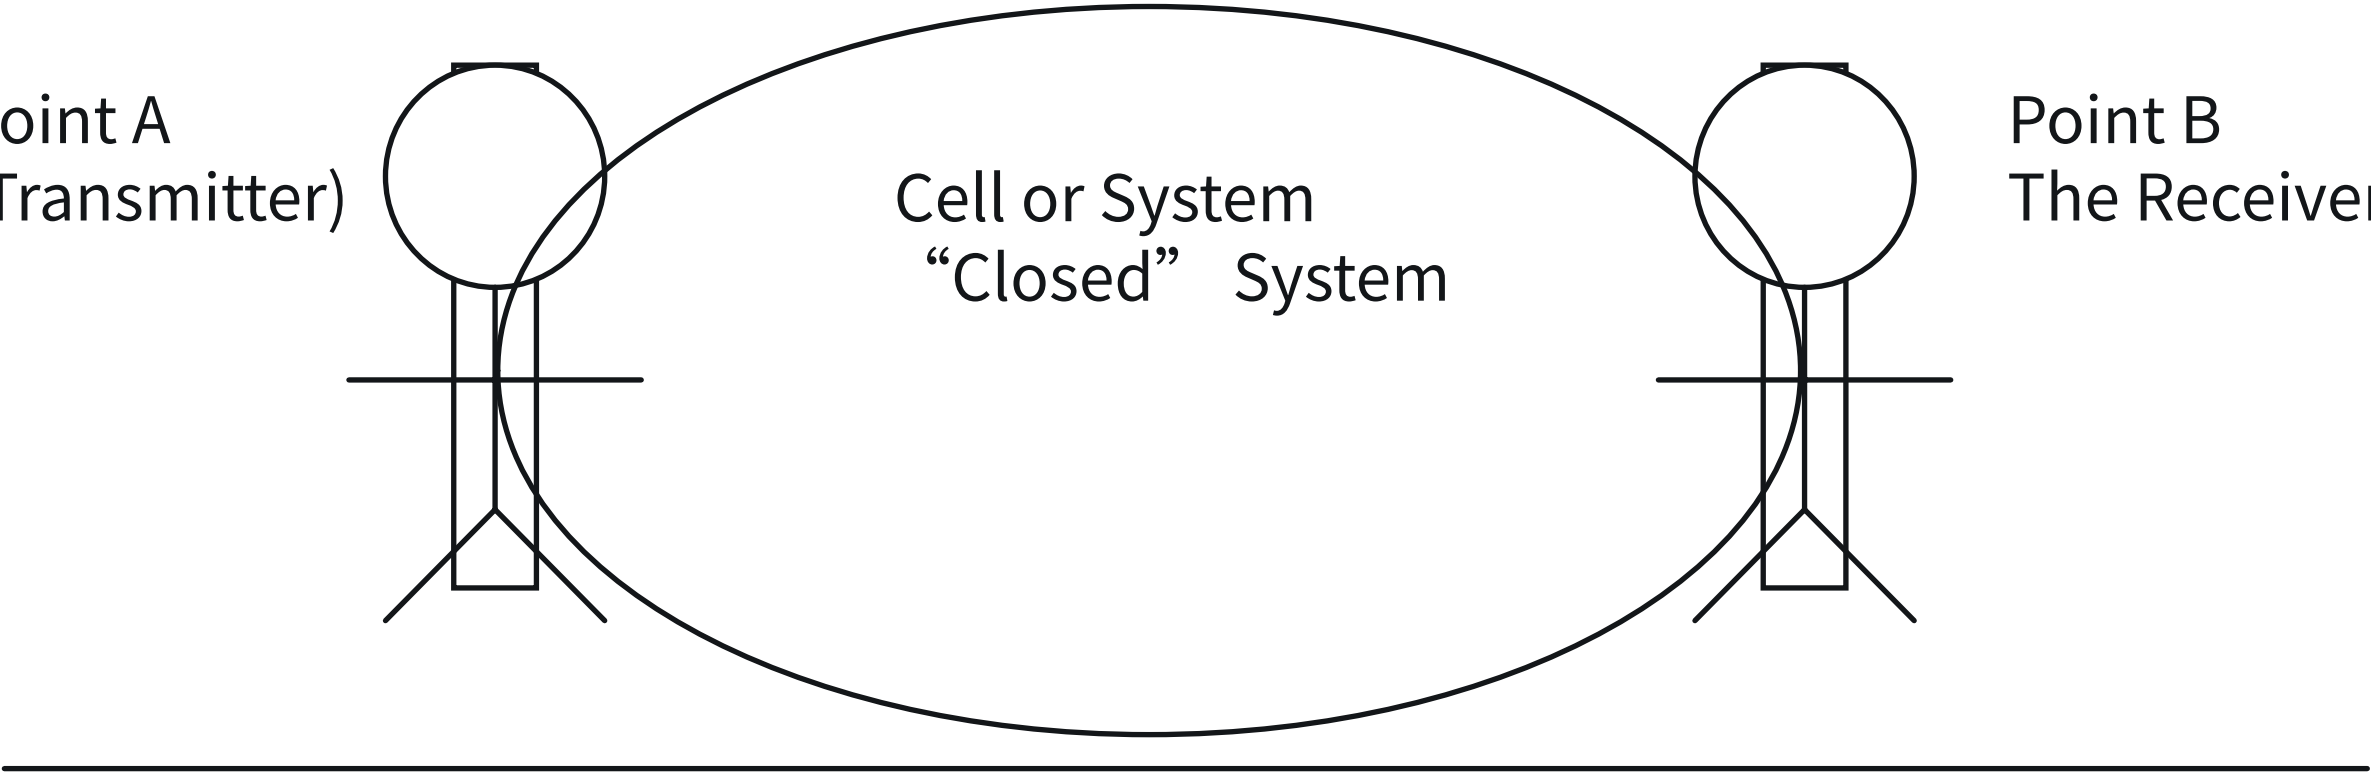 oint A
Transmitter)
Cell or System
“Closed” System
Point B
The Receiver